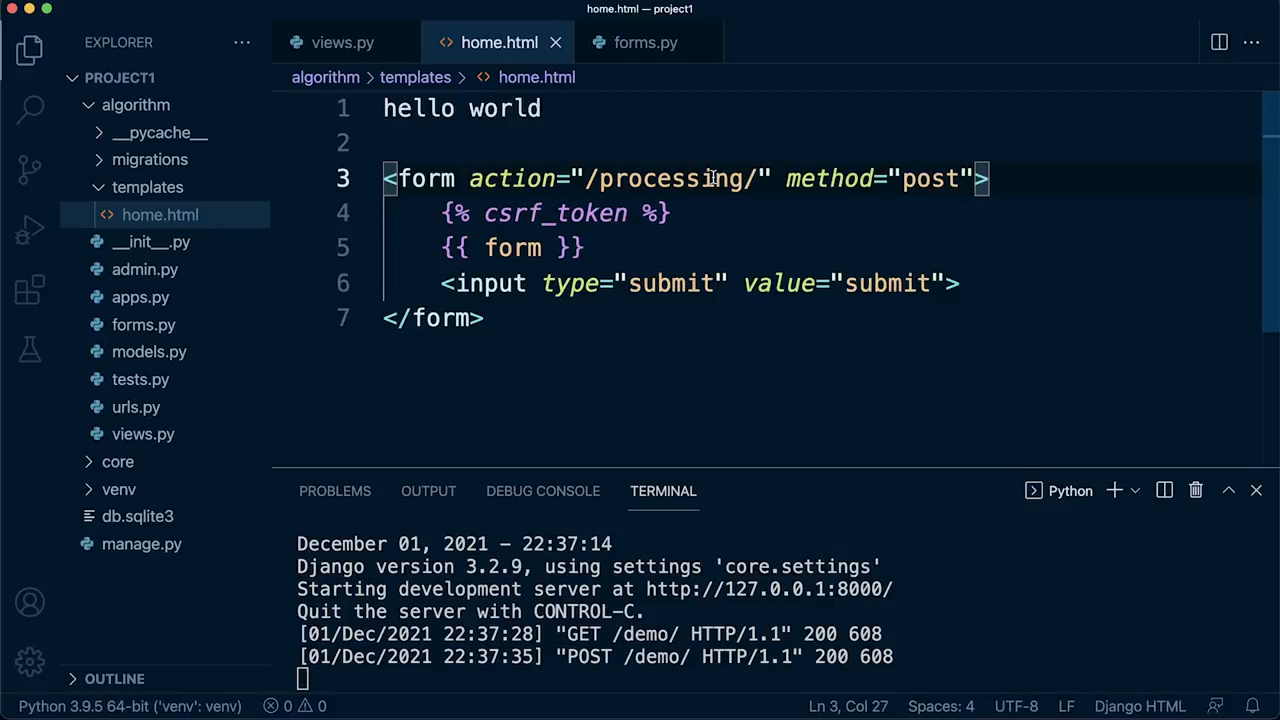 home.html — project1
EXPLORER
views.py
home.html
forms.py
PROJECT1
algorithm
__pycache__
migrations
templates
home.html
__init__.py
admin.py
apps.py
forms.py
models.py
tests.py
urls.py
views.py
core
venv
db.sqlite3
manage.py
OUTLINE
algorithm > templates > home.html
1 hello world
2
3 <form action="/processing/" method="post">
4 {% csrf_token %}
5 {{ form }}
6 <input type="submit" value="submit">
7 </form>
PROBLEMS OUTPUT DEBUG CONSOLE TERMINAL
Python
December 01, 2021 - 22:37:14
Django version 3.2.9, using settings 'core.settings'
Starting development server at http://127.0.0.1:8000/
Quit the server with CONTROL-C.
[01/Dec/2021 22:37:28] "GET /demo/ HTTP/1.1" 200 608
[01/Dec/2021 22:37:35] "POST /demo/ HTTP/1.1" 200 608
Python 3.9.5 64-bit ('venv': venv) 0 0 Ln 3, Col 27 Spaces: 4 UTF-8 LF Django HTML